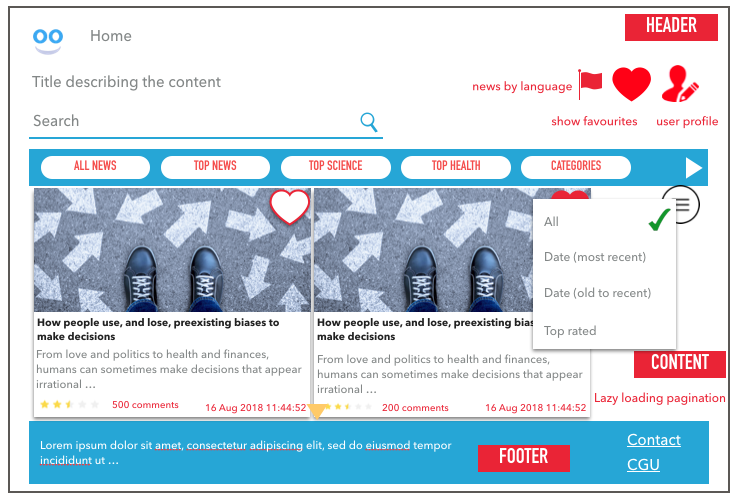 HEADER
Home
Title describing the content
news by language
Search
show favourites
user profile
ALL NEWS
TOP NEWS
TOP SCIENCE
TOP HEALTH
CATEGORIES
All
Date (most recent)
Date (old to recent)
Top rated
How people use, and lose, preexisting biases to
make decisions
From love and politics to health and finances,
humans can sometimes make decisions that appear
irrational …
500 comments
16 Aug 2018 11:44:52
How people use, and lose, preexisting
make decisions
From love and politics to health and finances,
humans can sometimes make decisions that appear
irrational …
200 comments
16 Aug 2018 11:44:52
CONTENT
Lazy loading pagination
Lorem ipsum dolor sit amet, consectetur adipiscing elit, sed do eiusmod tempor
incididunt ut …
FOOTER
Contact
CGU